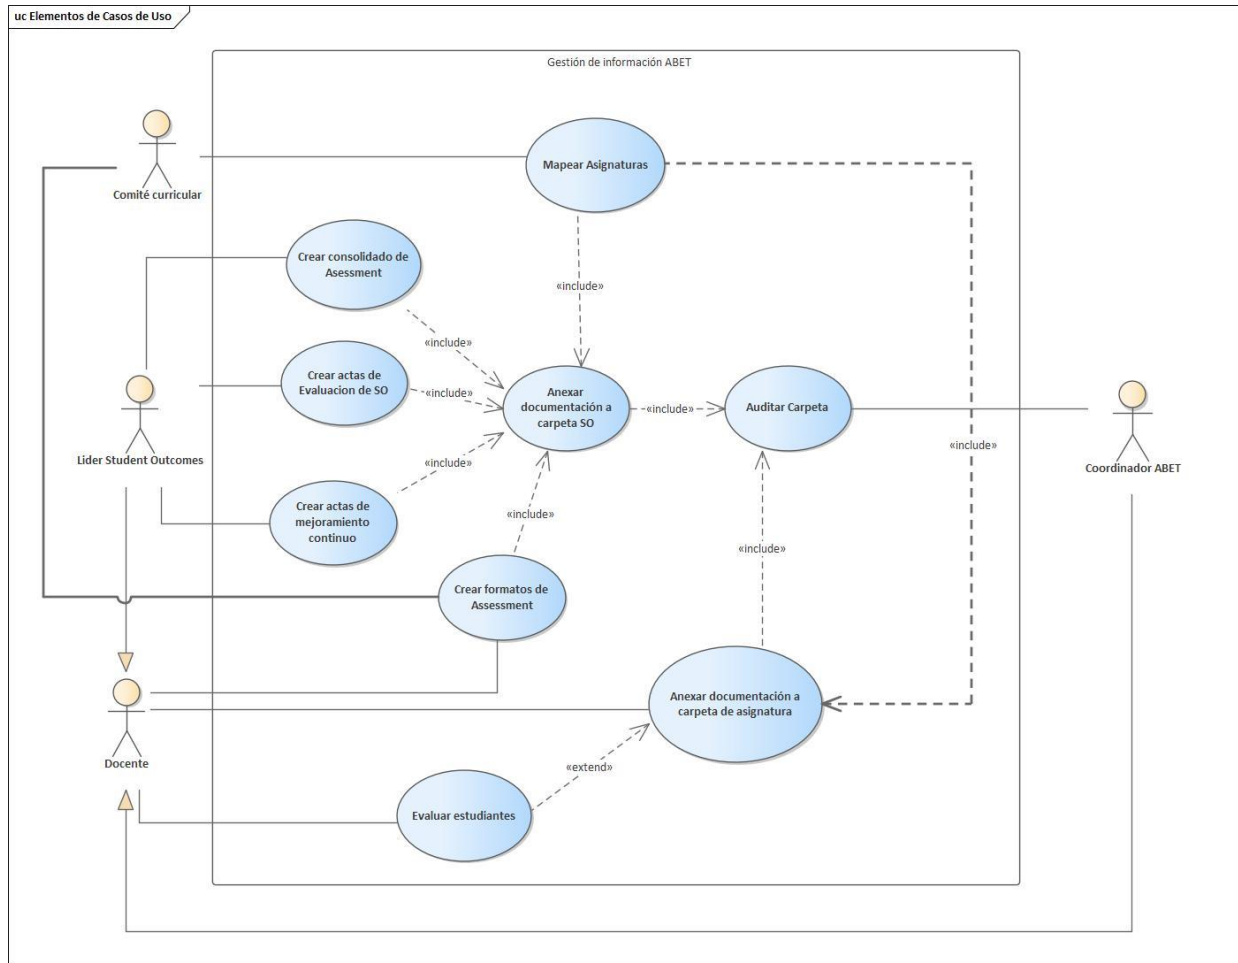 uc Elementos de Casos de Uso
Gestión de información ABET
Comité curricular
Mapear Asignaturas
Crear consolidado de
Asessment
«include»
«include»
Crear actas de
Evaluacion de SO
«include»
Anexar
documentación a
carpeta SO
«include»
Auditar Carpeta
«include»
Lider Student Outcomes
Coordinador ABET
«include»
Crear actas de
mejoramiento
continuo
«include»
«include»
Crear formatos de
Assessment
Anexar documentación a
carpeta de asignatura
Docente
«extend»
Evaluar estudiantes